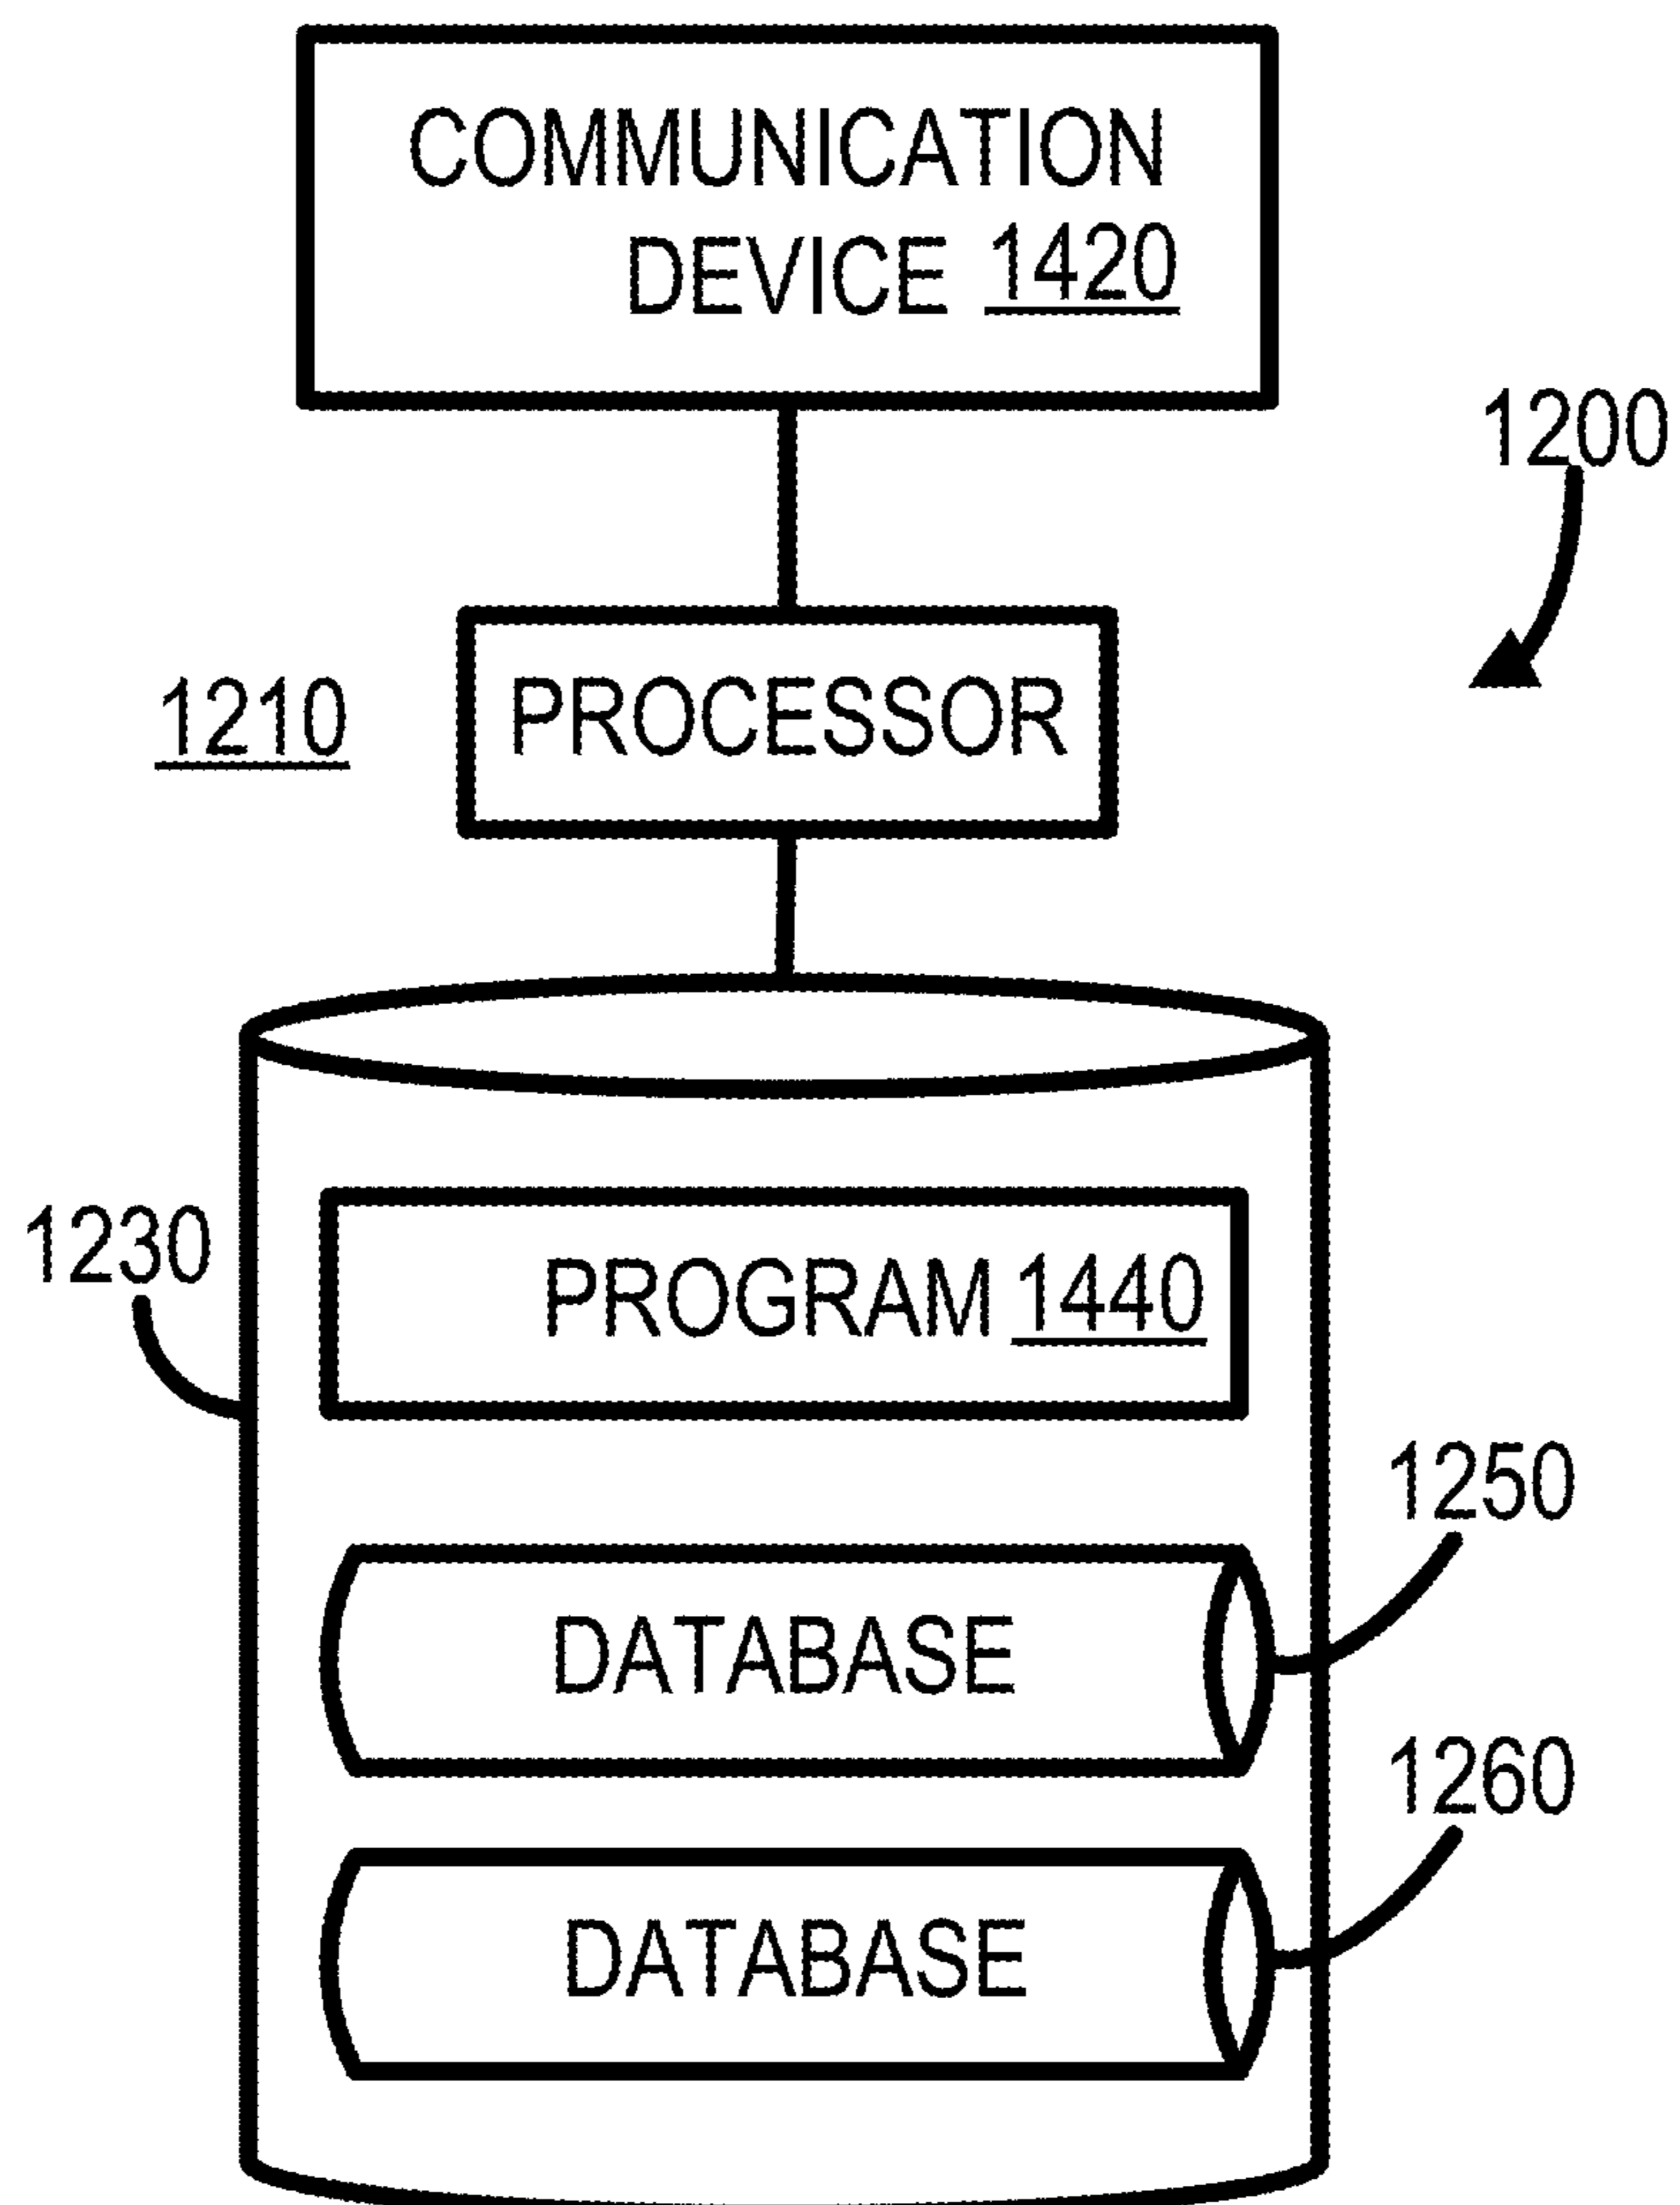 COMMUNICATION
DEVICE 1420
1200
1210 PROCESSOR
1230
PROGRAM 1440
1250
DATABASE
1260
DATABASE